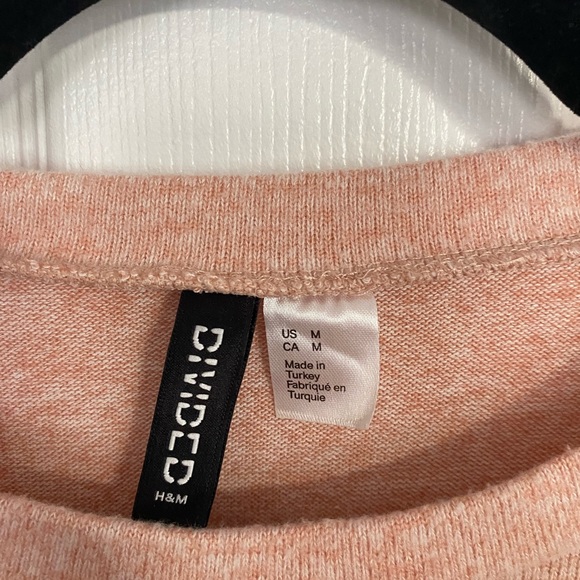 DIVIDED
H&M
US M
CA M
Made in
Turkey
Fabriqué en
Turquie